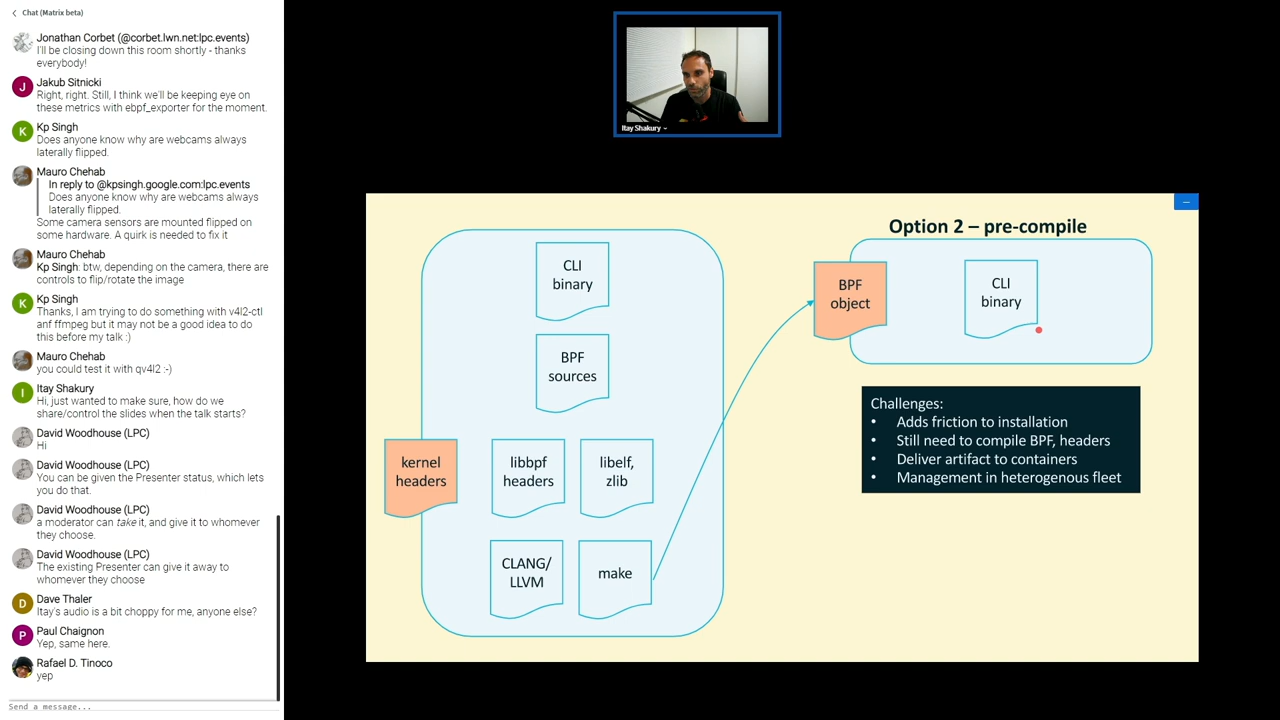 Chat (Matrix beta)
Jonathan Corbet (@corbet.lwn.net:lpc.events)
I'll be closing down this room shortly - thanks
everybody!
Jakub Sitnicki
Right, right. Still, I think we'll be keeping eye on
these metrics with ebpf_exporter for the moment.
Kp Singh
Does anyone know why are webcams always
laterally flipped.
Mauro Chehab
In reply to @kpsingh.google.com:lpc.events
Does anyone know why are webcams always
laterally flipped.
Some camera sensors are mounted flipped on
some hardware. A quirk is needed to fix it
Mauro Chehab
Kp Singh: btw, depending on the camera, there are
controls to flip/rotate the image
Kp Singh
Thanks, I am trying to do something with v4l2-ctl
anf ffmpeg but it may not be a good idea to do
this before my talk :)
Mauro Chehab
you could test it with qv4l2 :-)
Itay Shakury
Hi, just wanted to make sure, how do we
share/control the slides when the talk starts?
David Woodhouse (LPC)
Hi
David Woodhouse (LPC)
You can be given the Presenter status, which lets
you do that.
David Woodhouse (LPC)
a moderator can take it, and give it to whomever
they choose.
David Woodhouse (LPC)
The existing Presenter can give it away to
whomever they choose
Dave Thaler
Itay's audio is a bit choppy for me, anyone else?
Paul Chaignon
Yep, same here.
Rafael D. Tinoco
yep
Send a message...
J
K
K
I
D
P
Itay Shakury
CLI
binary
BPF
sources
kernel
headers
libbpf
headers
libelf,
zlib
CLANG/
LLVM
make
Option 2 – pre-compile
BPF
object
CLI
binary
Challenges:
• Adds friction to installation
• Still need to compile BPF, headers
• Deliver artifact to containers
• Management in heterogenous fleet